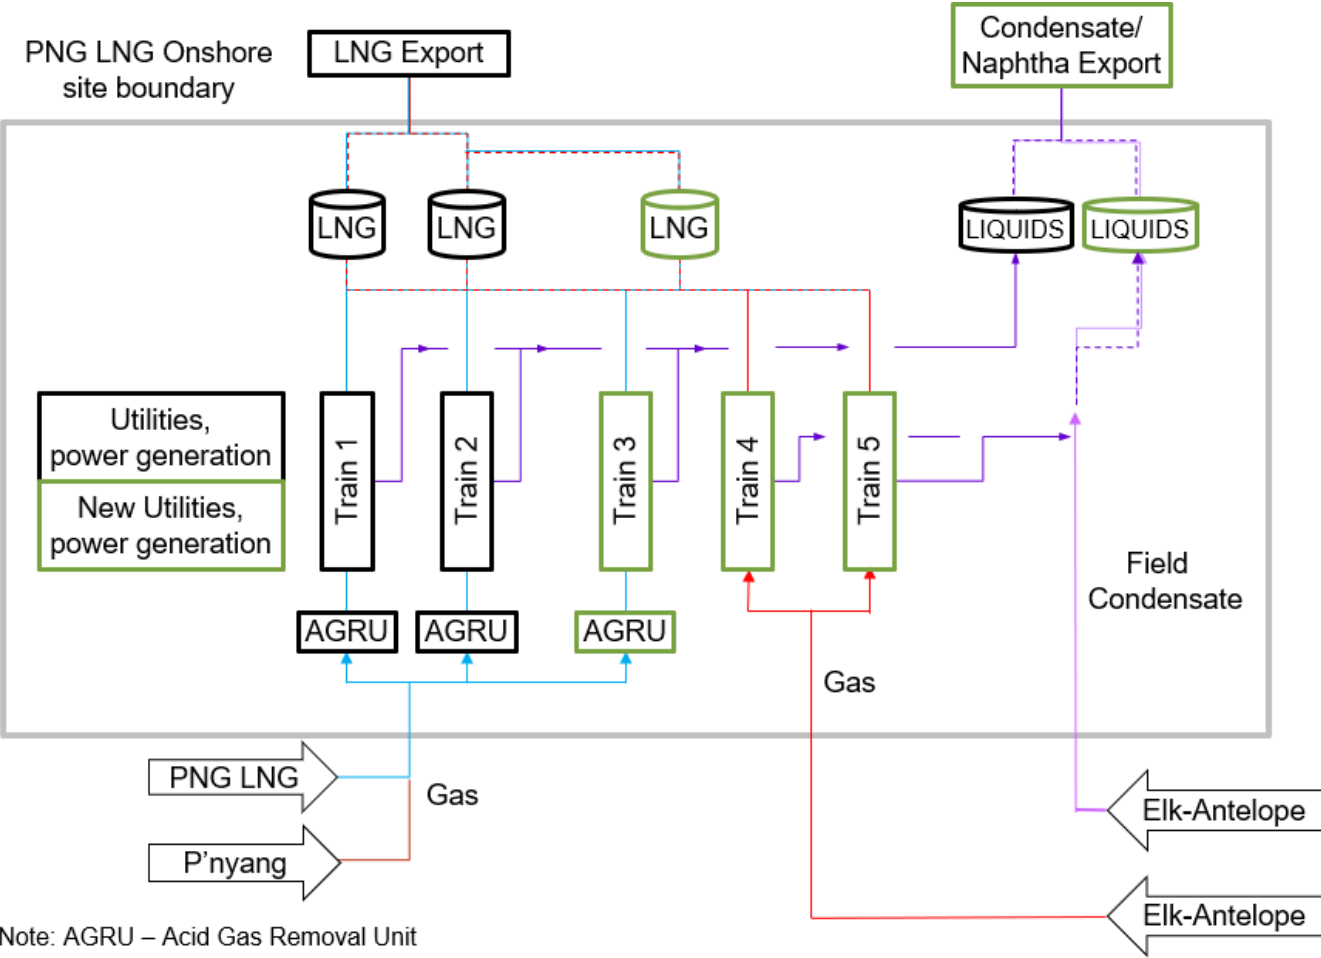 PNG LNG Onshore
site boundary
LNG Export
Condensate/
Naphtha Export
LNG
LNG
LNG
LIQUIDS
LIQUIDS
Utilities,
power generation
New Utilities,
power generation
Train 1
Train 2
Train 3
Train 4
Train 5
Field
Condensate
AGRU
AGRU
AGRU
Gas
PNG LNG
Gas
P'nyang
Elk-Antelope
Elk-Antelope
Note: AGRU – Acid Gas Removal Unit